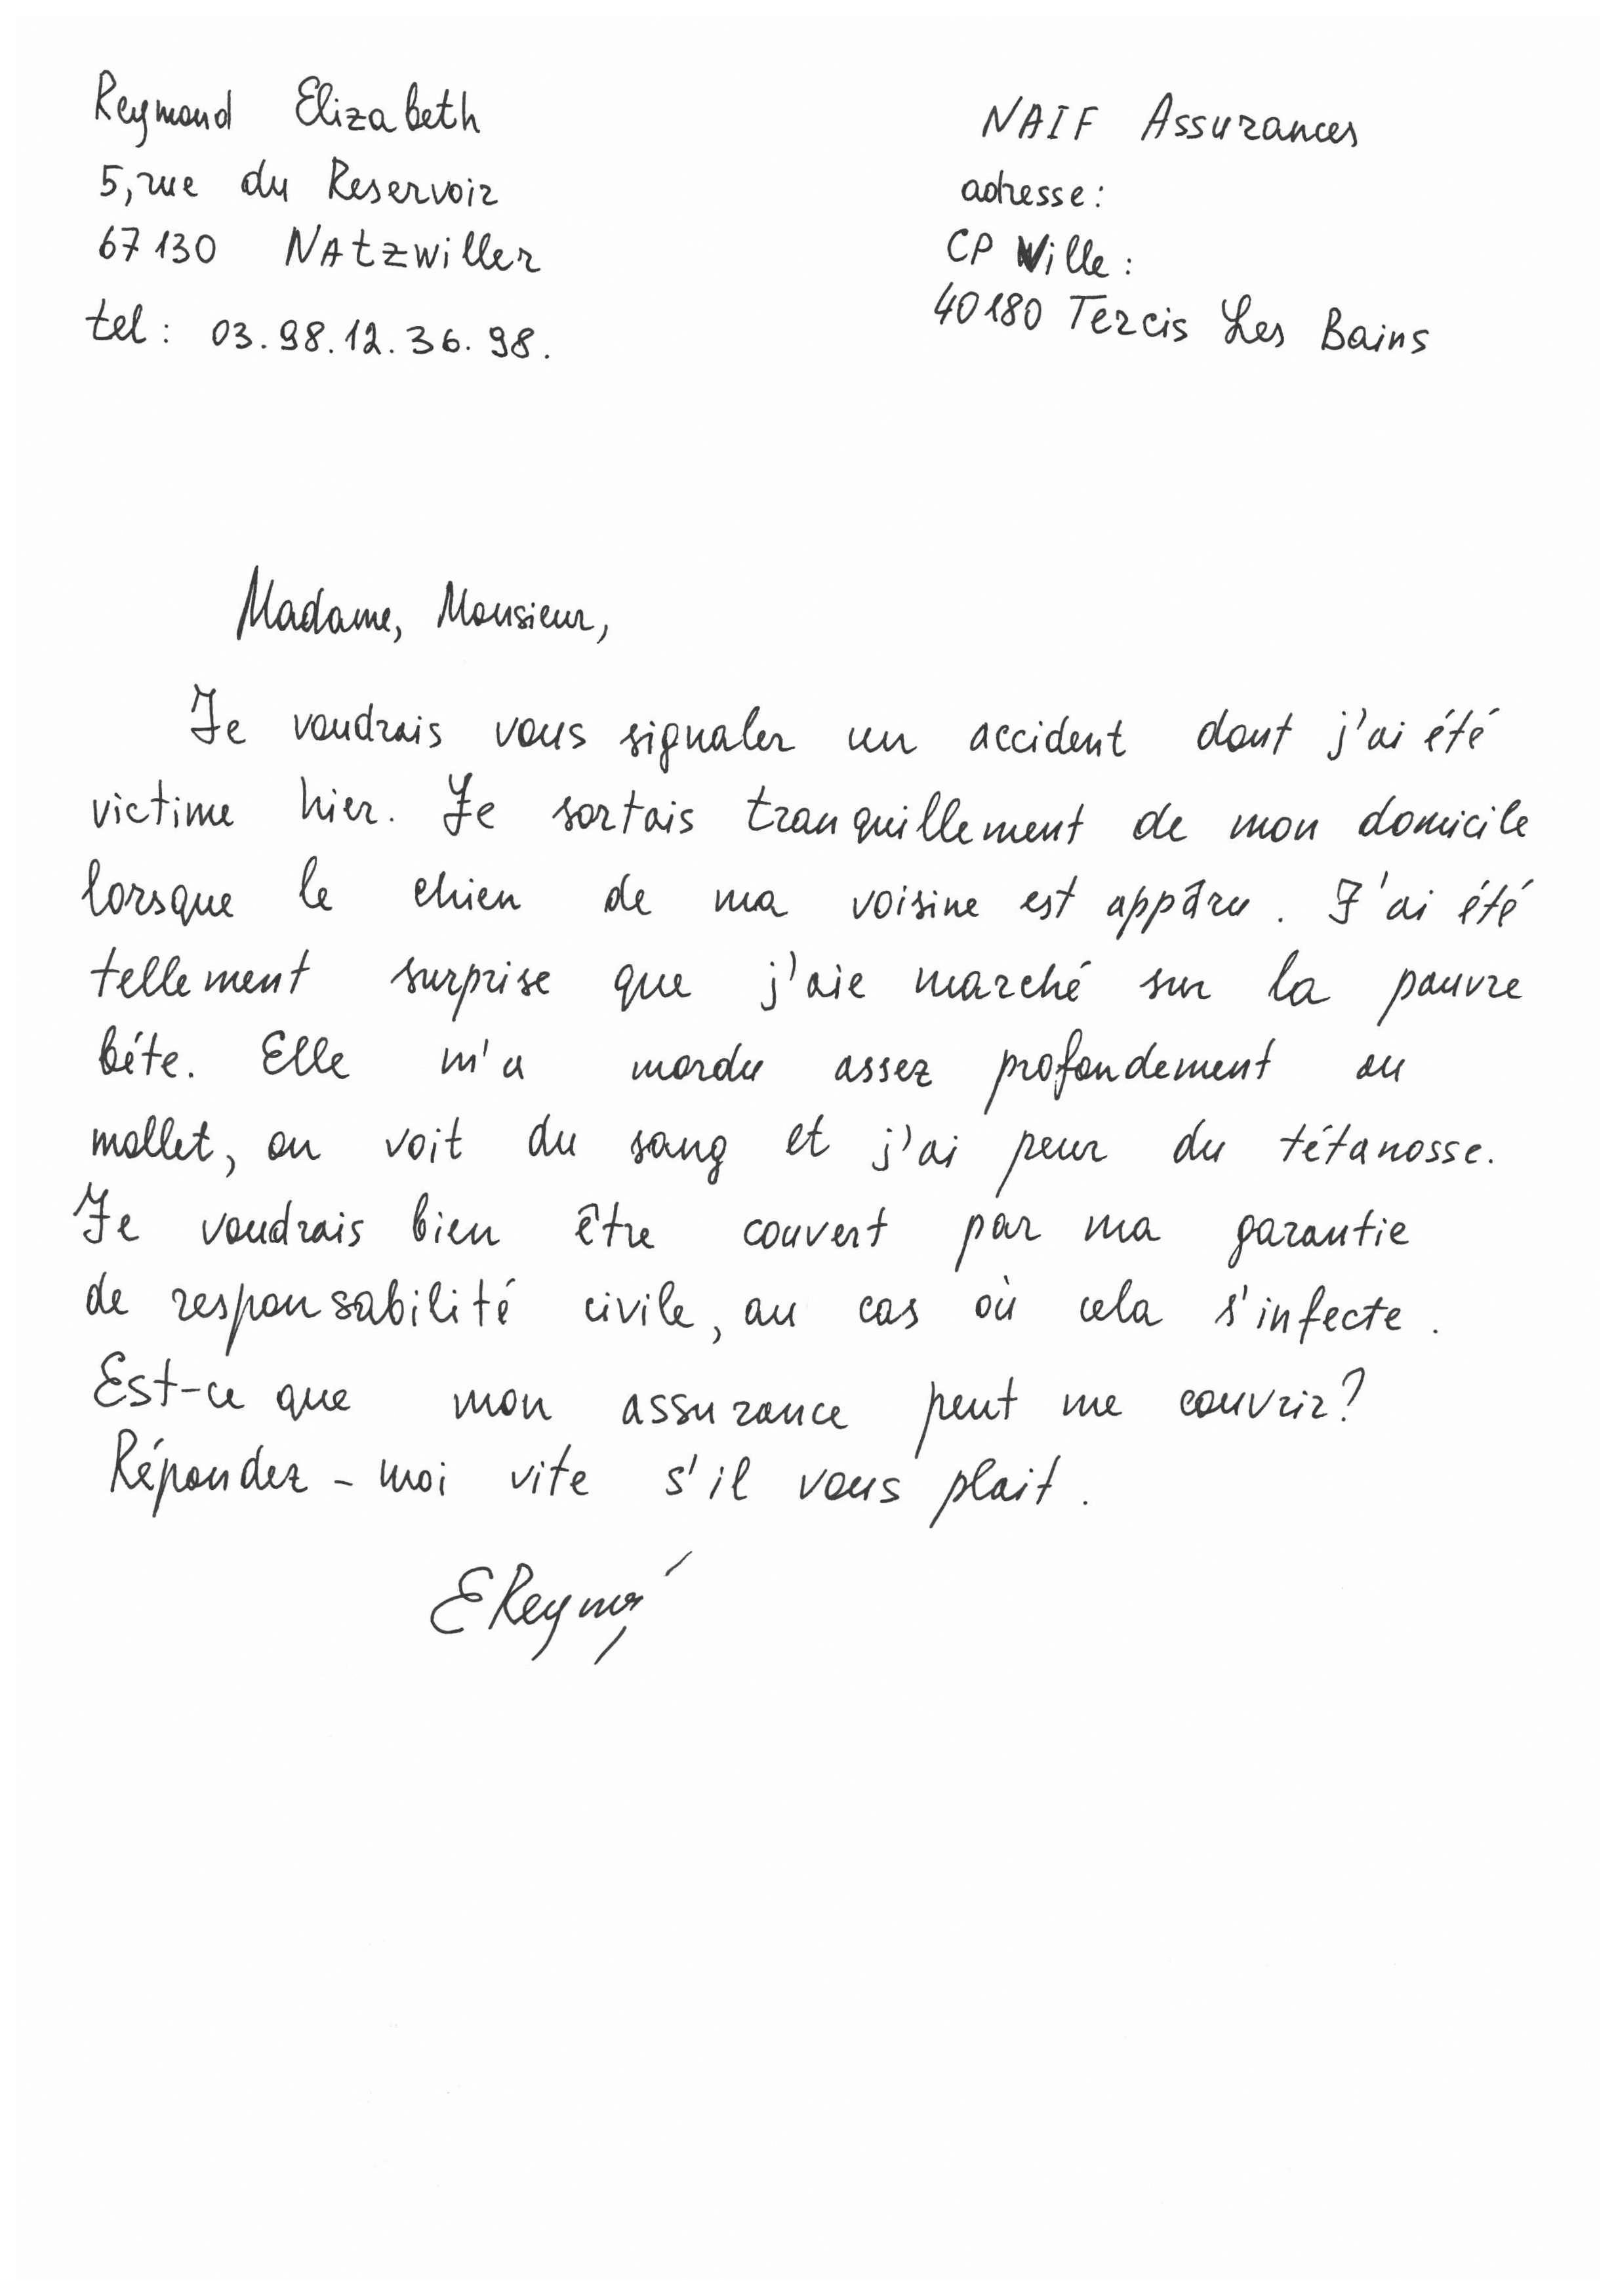 Reymond Elizabeth
5, rue du Reservoir
67130 NAtzwiller
tel : 03.98.12.36.98.
NAIF Assurances
adresse :
CP Ville :
40180 Tercis Les Bains
Madame, Monsieur,
Je voudrais vous signaler un accident dont j'ai été
victime hier. Je sortais tranquillement de mon domicile
lorsque le chien de ma voisine est appâru. J'ai été
tellement surprise que j'aie marché sur la pauvre
béte. Elle m'a mordu assez profondement au
mollet, on voit du sang et j'ai peur du tétanosse.
Je voudrais bien être couvert par ma garantie
de responsabilité civile, au cas où cela s'infecte.
Est-ce que mon assurance peut me couvrir?
Répondez-moi vite s'il vous plait.